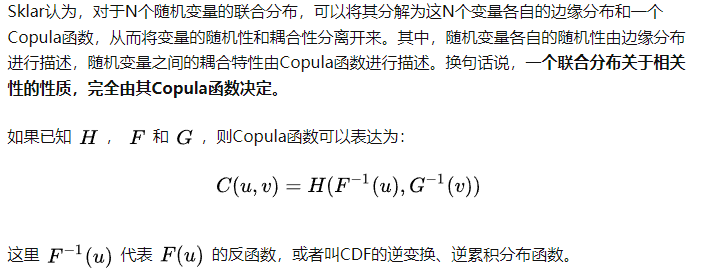 Sklar认为，对于N个随机变量的联合分布，可以将其分解为这N个变量各自的边缘分布和一个
Copula函数，从而将变量的随机性和耦合性分离开来。其中，随机变量各自的随机性由边缘分布
进行描述，随机变量之间的耦合特性由Copula函数进行描述。换句话说，一个联合分布关于相关
性的性质，完全由其Copula函数决定。
如果已知 H ， F 和 G ，则Copula函数可以表达为：
C(u, v) = H(F⁻¹(u), G⁻¹(v))
这里 F⁻¹(u) 代表 F(u) 的反函数，或者叫CDF的逆变换、逆累积分布函数。